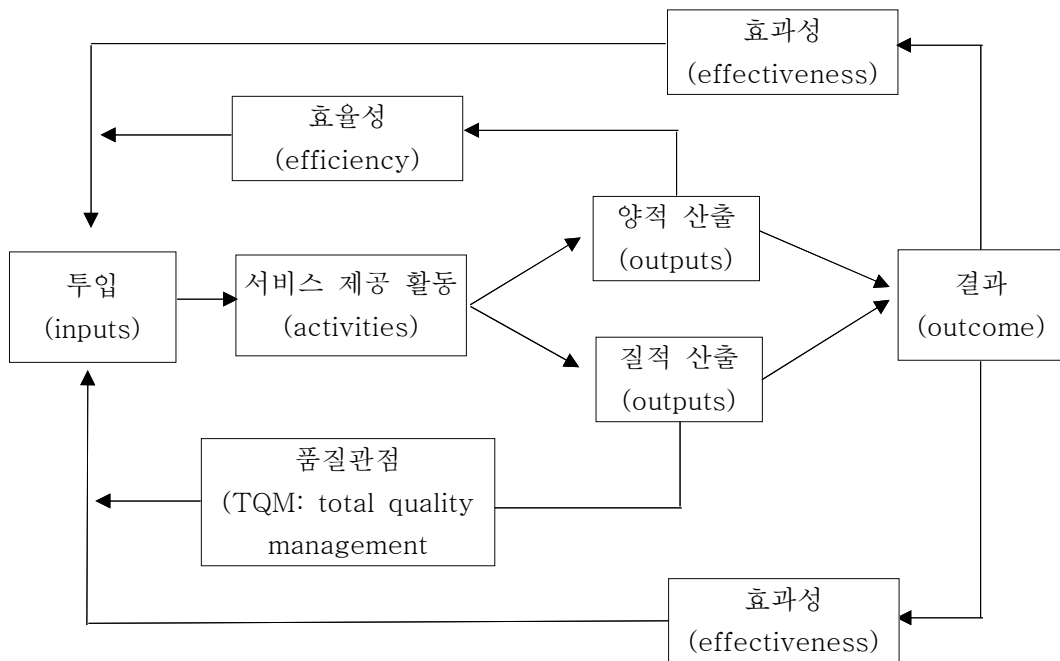 효과성
(effectiveness)
효율성
(efficiency)
양적 산출
(outputs)
투입
(inputs)
서비스 제공 활동
(activities)
결과
(outcome)
질적 산출
(outputs)
품질관점
(TQM: total quality
management
효과성
(effectiveness)